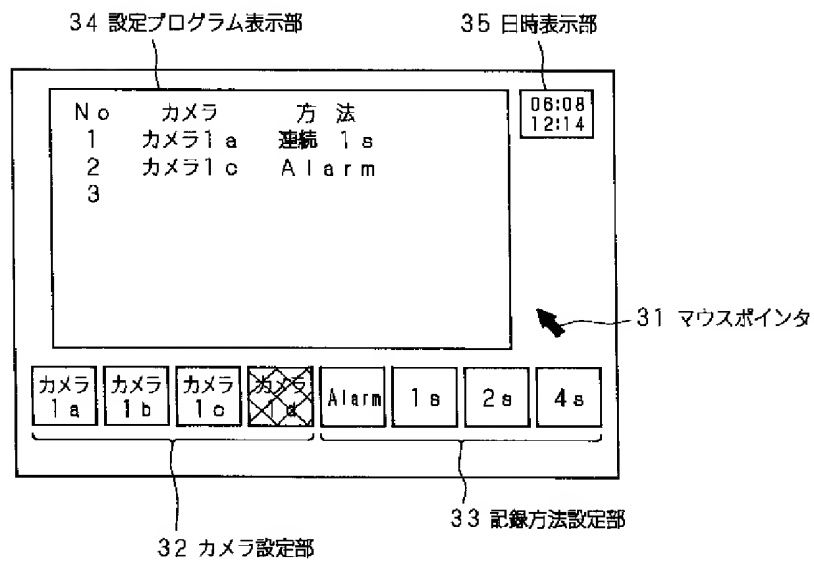 34 設定プログラム表示部
35 日時表示部
No カメラ 方法
1 カメラ1a 連続 1s
2 カメラ1c Alarm
3
06:08
12:14
31 マウスポインタ
カメラ
1a
カメラ
1b
カメラ
1c
カメラ
1d
Alarm
1s
2s
4s
33 記録方法設定部
32 カメラ設定部